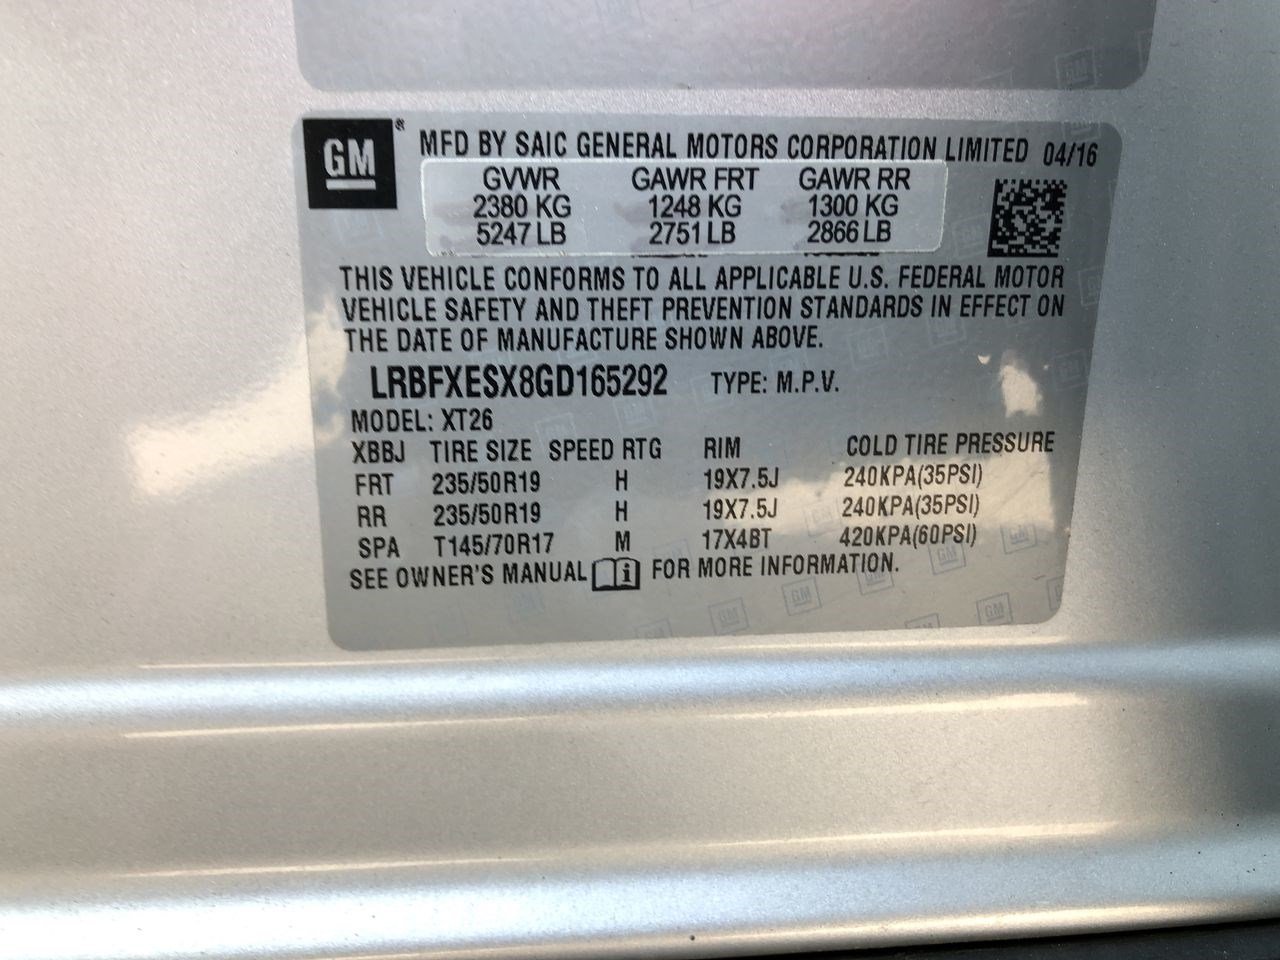 GM ® MFD BY SAIC GENERAL MOTORS CORPORATION LIMITED 04/16
GVWR GAWR FRT GAWR RR
2380 KG 1248 KG 1300 KG
5247 LB 2751 LB 2866 LB
THIS VEHICLE CONFORMS TO ALL APPLICABLE U.S. FEDERAL MOTOR
VEHICLE SAFETY AND THEFT PREVENTION STANDARDS IN EFFECT ON
THE DATE OF MANUFACTURE SHOWN ABOVE.
LRBFXESX8GD165292 TYPE: M.P.V.
MODEL: XT26
XBBJ TIRE SIZE SPEED RTG RIM COLD TIRE PRESSURE
FRT 235/50R19 H 19X7.5J 240KPA(35PSI)
RR 235/50R19 H 19X7.5J 240KPA(35PSI)
SPA T145/70R17 M 17X4BT 420KPA(60PSI)
SEE OWNER'S MANUAL i FOR MORE INFORMATION.